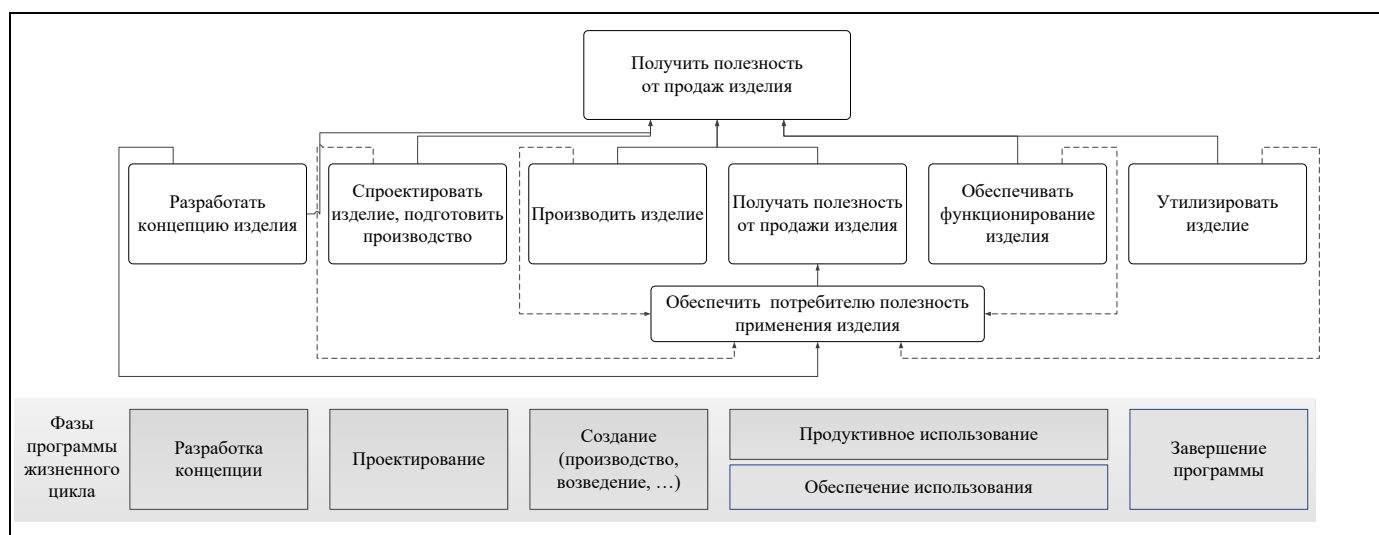 Получить полезность
от продаж изделия
Разработать
концепцию изделия
Спроектировать
изделие, подготовить
производство
Производить изделие
Получать полезность
от продажи изделия
Обеспечивать
функционирование
изделия
Утилизировать
изделие
Обеспечить потребителю полезность
применения изделия
Фазы
программы
жизненного
цикла
Разработка
концепции
Проектирование
Создание
(производство,
возведение, …)
Продуктивное использование
Обеспечение использования
Завершение
программы